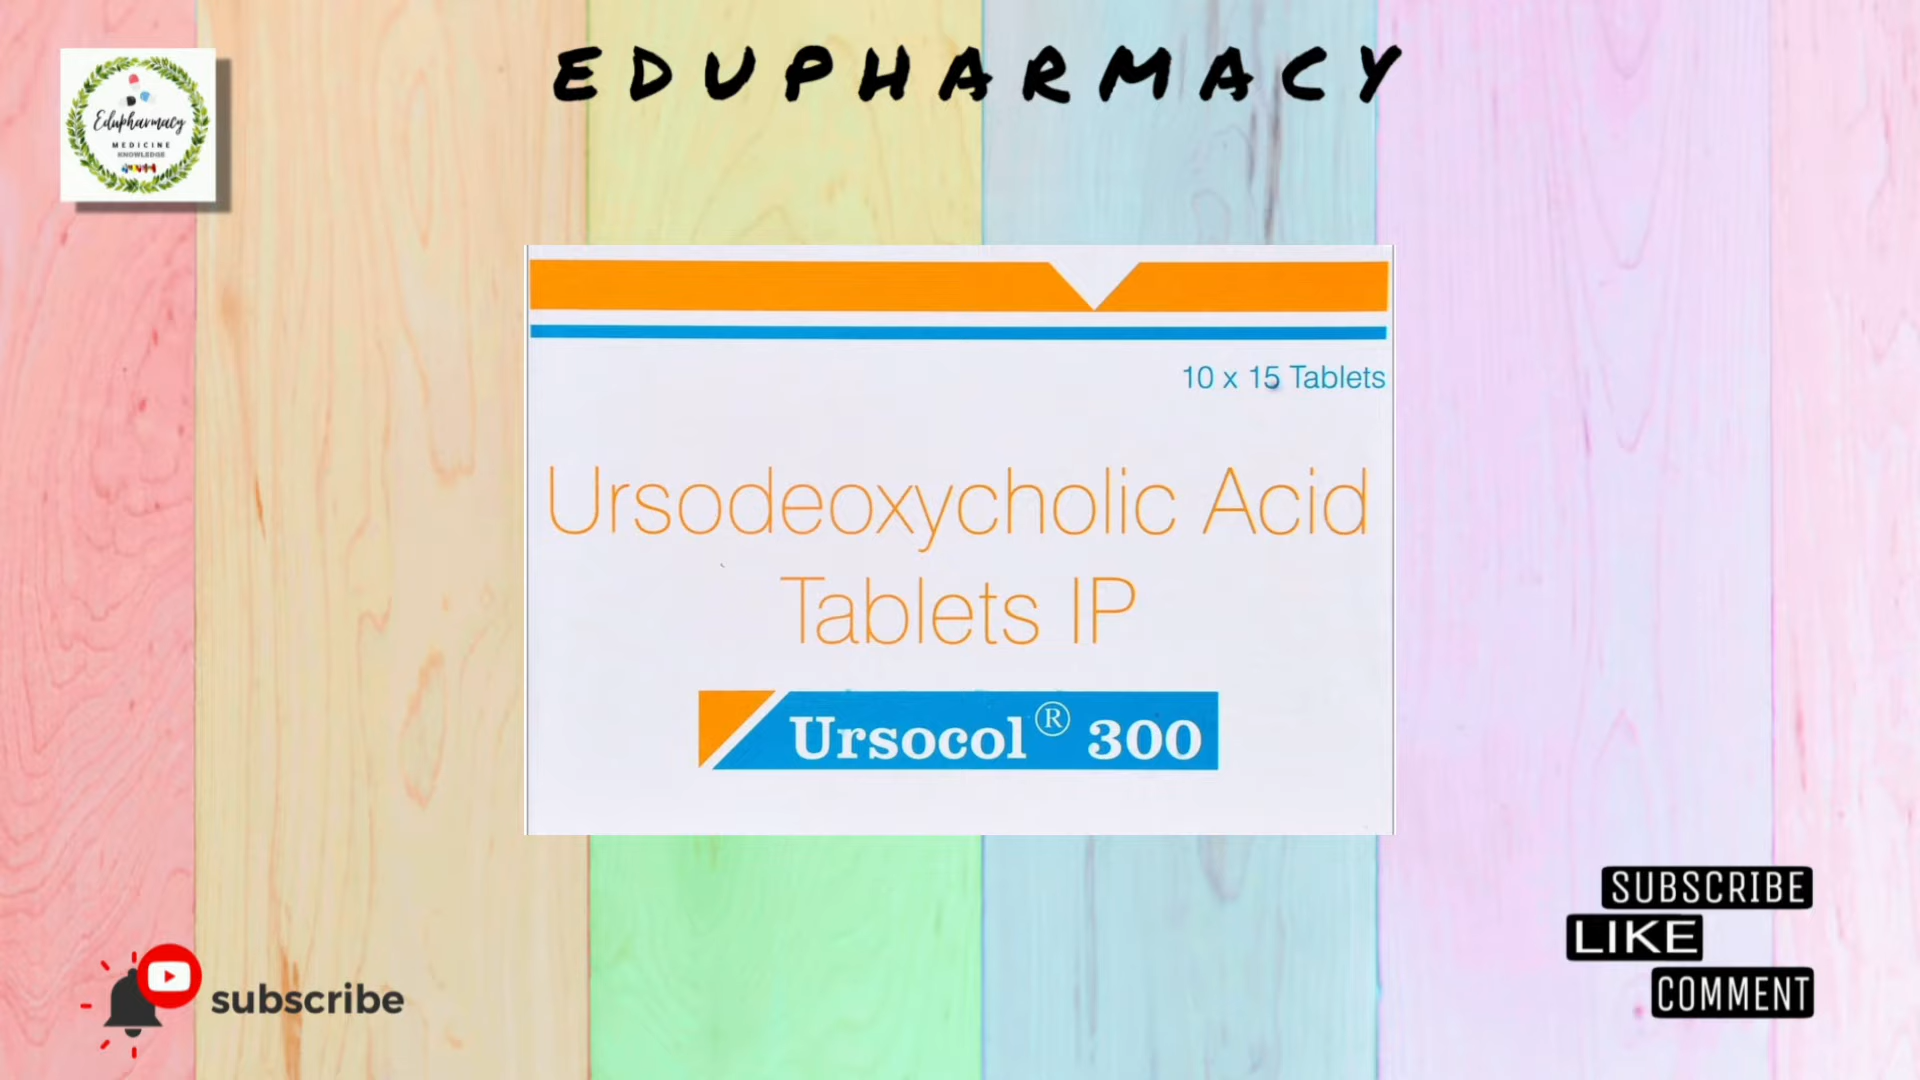 EDUPHARMACY
Edupharmacy
MEDICINE
KNOWLEDGE
10 x 15 Tablets
Ursodeoxycholic Acid
Tablets IP
Ursocol® 300
SUBSCRIBE
LIKE
COMMENT
subscribe